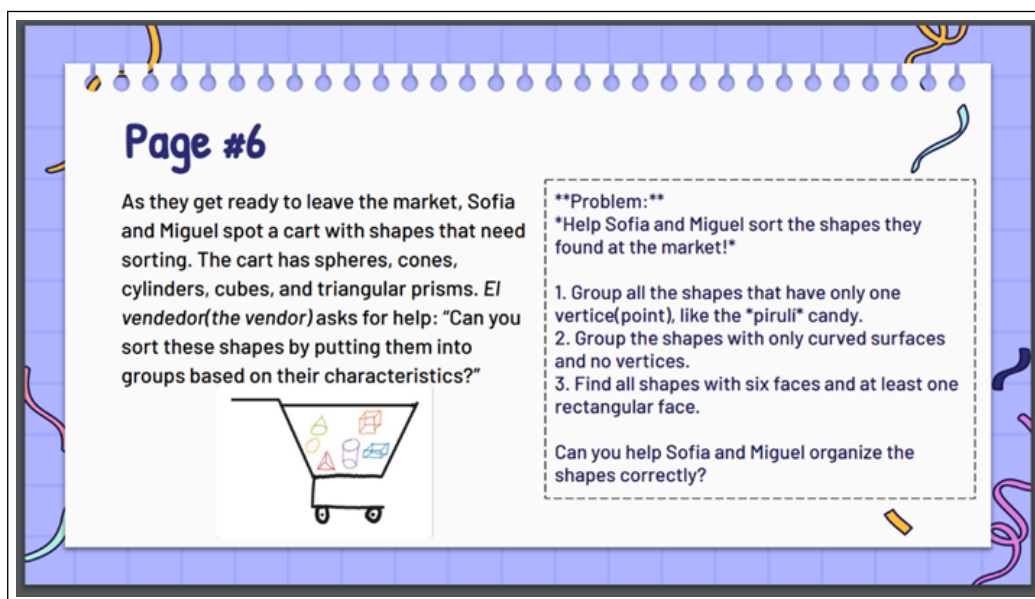 Page #6
As they get ready to leave the market, Sofia
and Miguel spot a cart with shapes that need
sorting. The cart has spheres, cones,
cylinders, cubes, and triangular prisms. El
vendedor(the vendor) asks for help: “Can you
sort these shapes by putting them into
groups based on their characteristics?”
**Problem:**
*Help Sofia and Miguel sort the shapes they
found at the market!*
1. Group all the shapes that have only one
vertice(point), like the *pirulí* candy.
2. Group the shapes with only curved surfaces
and no vertices.
3. Find all shapes with six faces and at least one
rectangular face.
Can you help Sofia and Miguel organize the
shapes correctly?